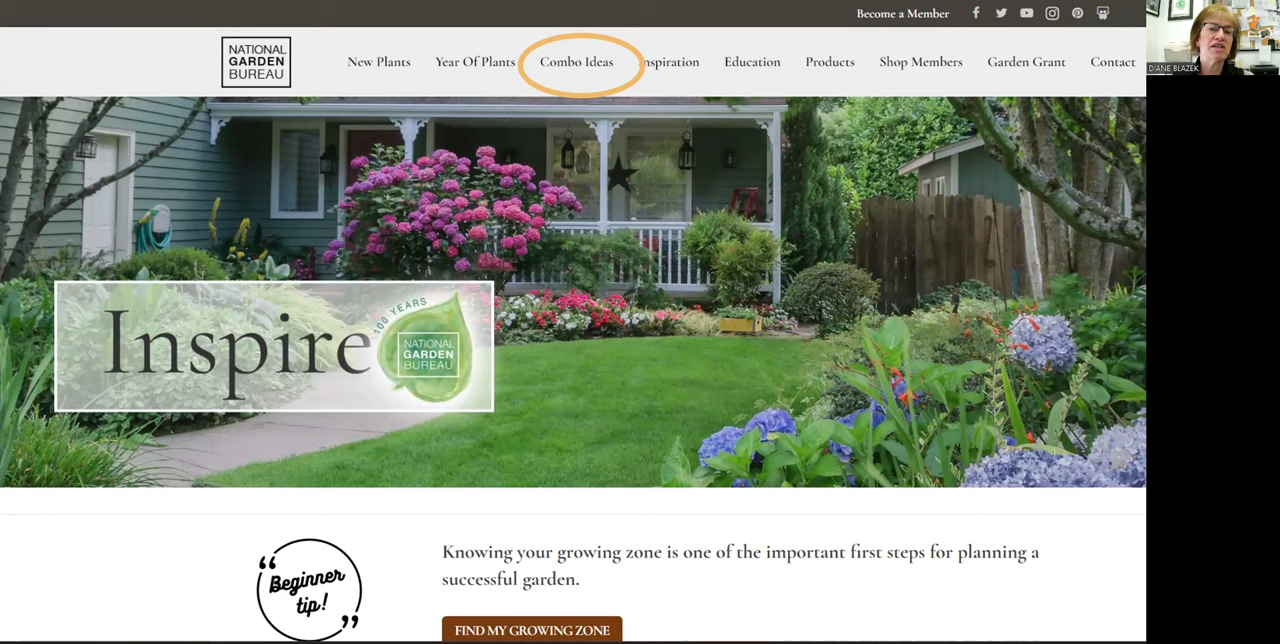 Become a Member
DIANE BLAZEK
NATIONAL
GARDEN
BUREAU
New Plants Year Of Plants Combo Ideas nspiration Education Products Shop Members Garden Grant Contact
Inspire
100 YEARS
NATIONAL
GARDEN
BUREAU
Beginner
tip!
Knowing your growing zone is one of the important first steps for planning a
successful garden.
FIND MY GROWING ZONE